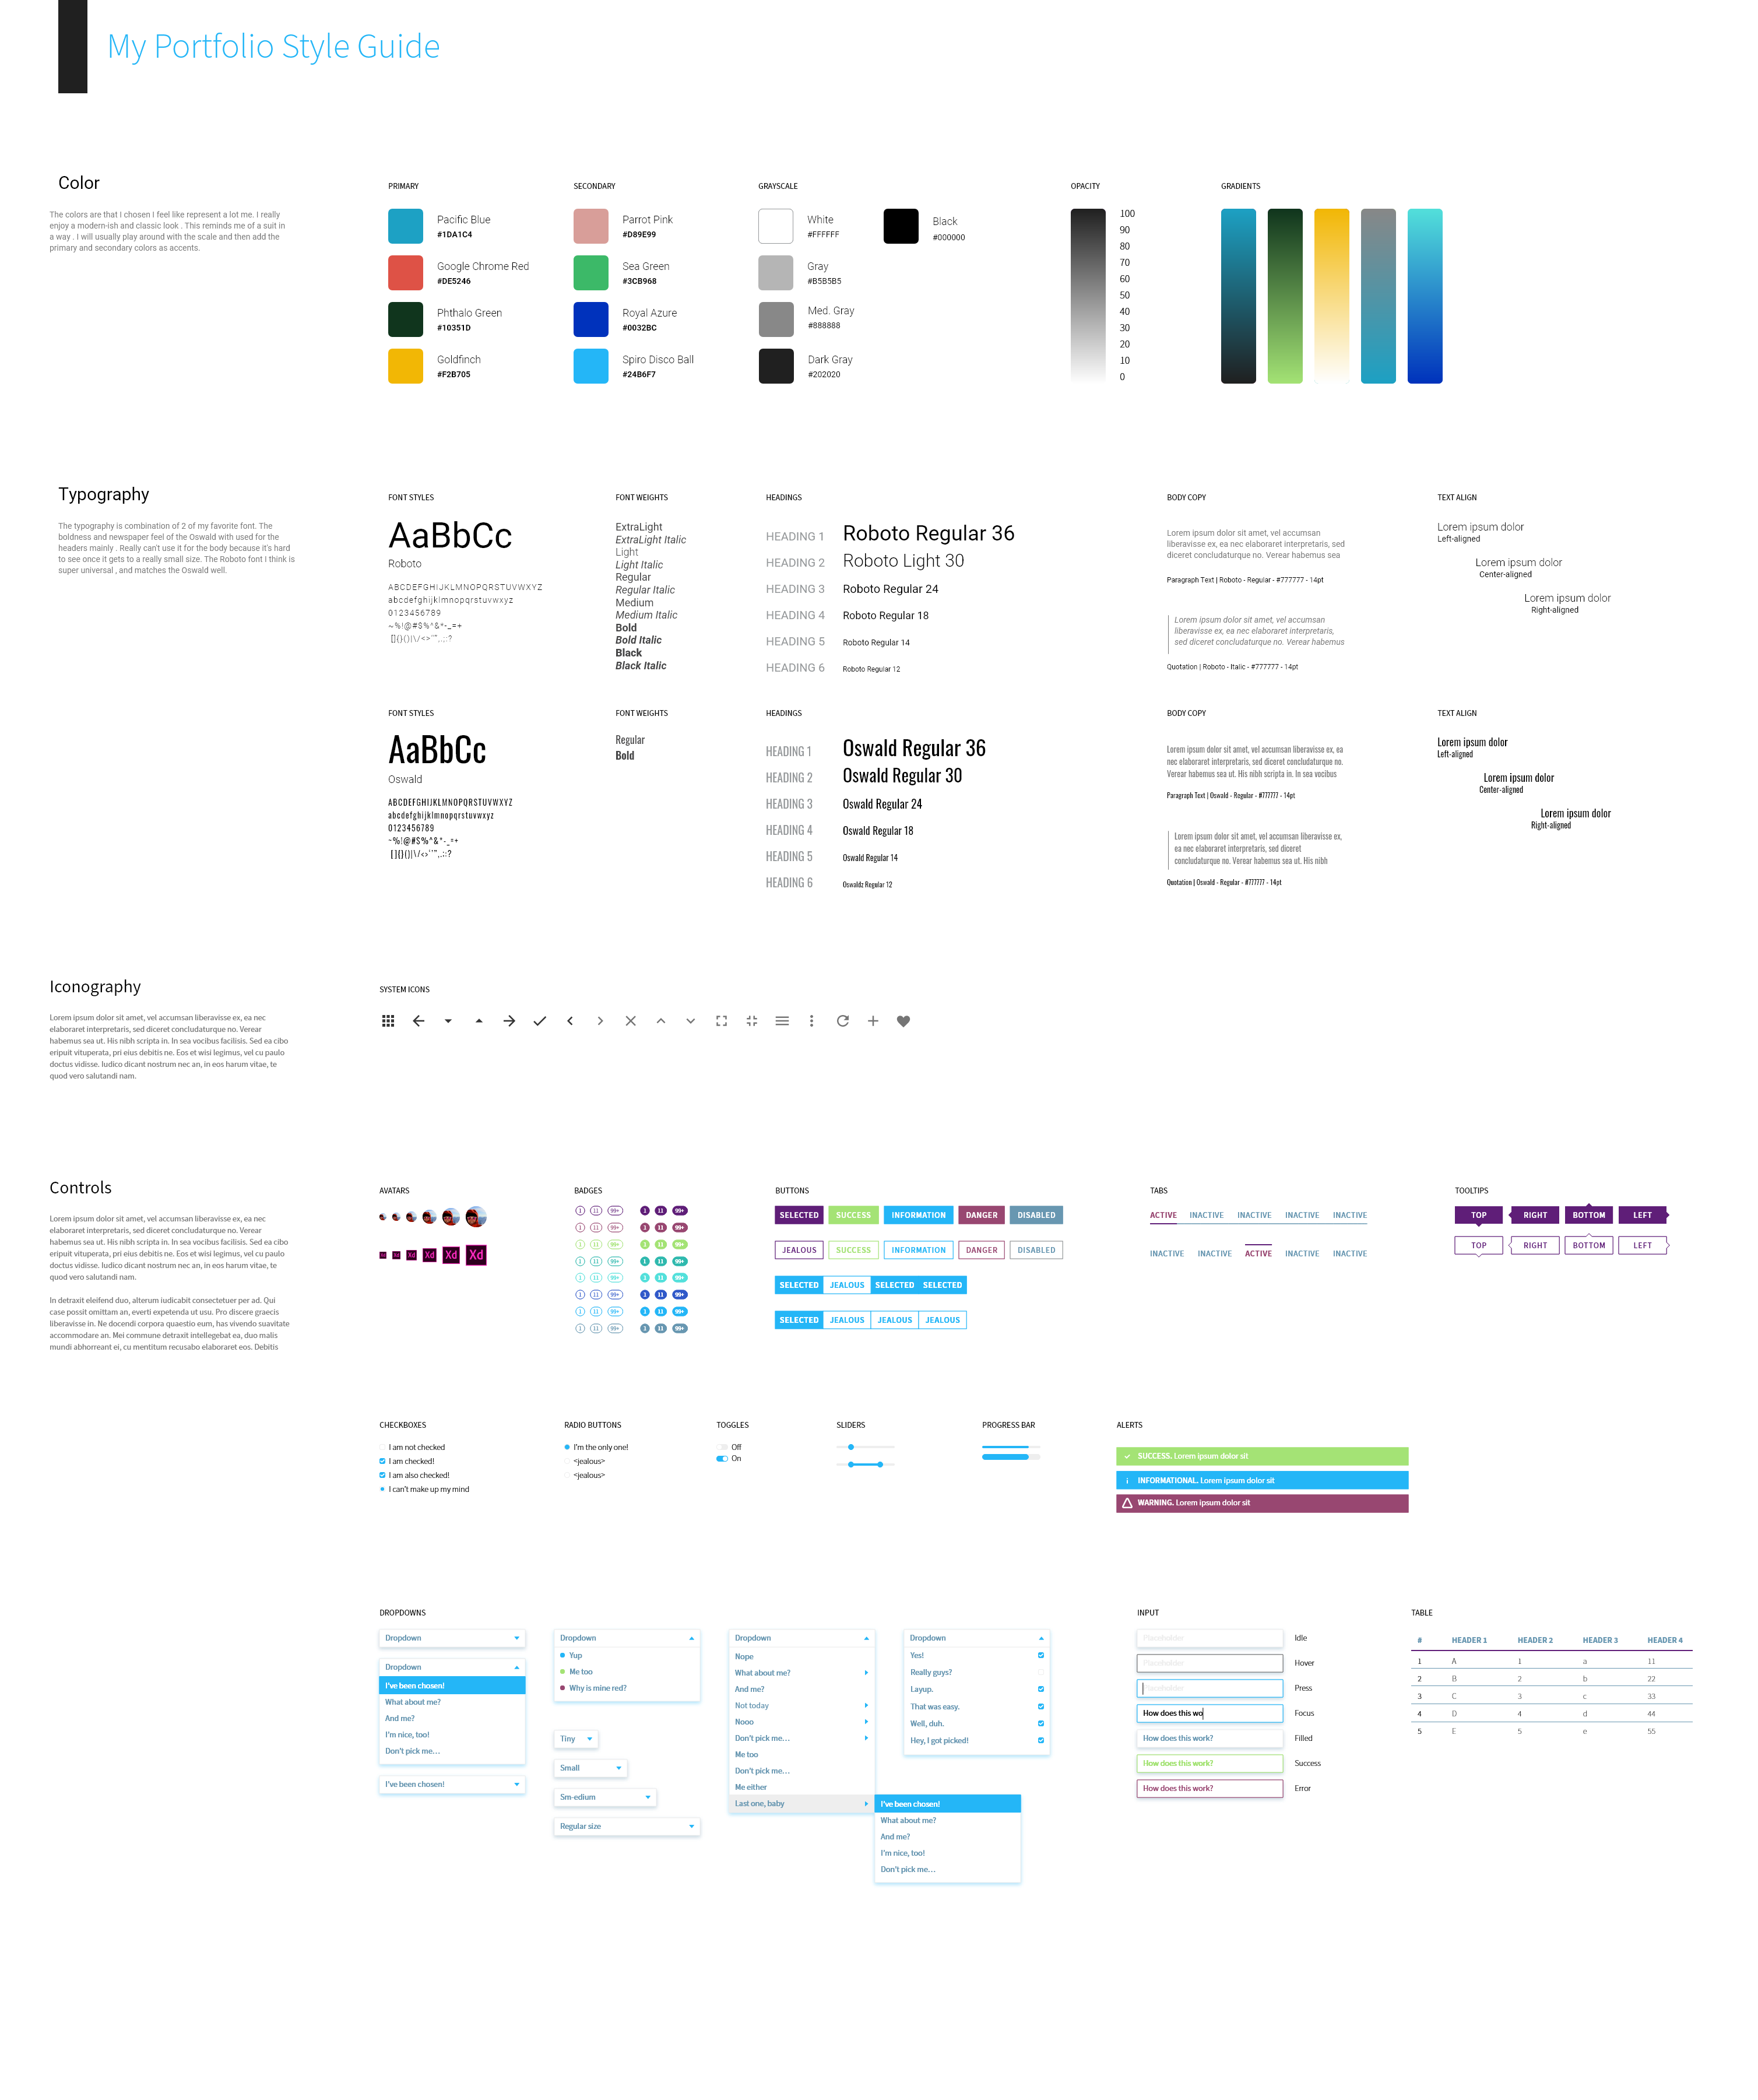 My Portfolio Style Guide
Color
The colors are that I chosen I feel like represent a lot me. I really
enjoy a modern-ish and classic look . This reminds me of a suit in
a way . I will usually play around with the scale and then add the
primary and secondary colors as accents.
PRIMARY
Pacific Blue
#1DA1C4
Google Chrome Red
#DE5246
Phthalo Green
#10351D
Goldfinch
#F2B705
SECONDARY
Parrot Pink
#D89E99
Sea Green
#3CB968
Royal Azure
#0032BC
Spiro Disco Ball
#24B6F7
GRAYSCALE
White
#FFFFFF
Gray
#B5B5B5
Med. Gray
#888888
Dark Gray
#202020
Black
#000000
OPACITY
100
90
80
70
60
50
40
30
20
10
0
GRADIENTS
Typography
The typography is combination of 2 of my favorite font. The
boldness and newspaper feel of the Oswald with used for the
headers mainly . Really can't use it for the body because it's hard
to see once it gets to a really small size. The Roboto font I think is
super universal , and matches the Oswald well.
FONT STYLES
AaBbCc
Roboto
ABCDEFGHIJKLMNOPQRSTUVWXYZ
abcdefghijklmnopqrstuvwxyz
0123456789
~%!@#$%^&*-_=+
[]{}()|\/<>'"",.:;?
FONT WEIGHTS
ExtraLight
ExtraLight Italic
Light
Light Italic
Regular
Regular Italic
Medium
Medium Italic
Bold
Bold Italic
Black
Black Italic
HEADINGS
HEADING 1 Roboto Regular 36
HEADING 2 Roboto Light 30
HEADING 3 Roboto Regular 24
HEADING 4 Roboto Regular 18
HEADING 5 Roboto Regular 14
HEADING 6 Roboto Regular 12
BODY COPY
Lorem ipsum dolor sit amet, vel accumsan
liberavisse ex, ea nec elaboraret interpretaris, sed
diceret concludaturque no. Verear habemus sea
Paragraph Text | Roboto - Regular - #777777 - 14pt
Lorem ipsum dolor sit amet, vel accumsan
liberavisse ex, ea nec elaboraret interpretaris,
sed diceret concludaturque no. Verear habemus
Quotation | Roboto - Italic - #777777 - 14pt
TEXT ALIGN
Lorem ipsum dolor
Left-aligned
Lorem ipsum dolor
Center-aligned
Lorem ipsum dolor
Right-aligned
FONT STYLES
AaBbCc
Oswald
ABCDEFGHIJKLMNOPQRSTUVWXYZ
abcdefghijklmnopqrstuvwxyz
0123456789
~%!@#$%^&*-_=+
[]{}()|\/<>'"",.:;?
FONT WEIGHTS
Regular
Bold
HEADINGS
HEADING 1 Oswald Regular 36
HEADING 2 Oswald Regular 30
HEADING 3 Oswald Regular 24
HEADING 4 Oswald Regular 18
HEADING 5 Oswald Regular 14
HEADING 6 Oswaldz Regular 12
BODY COPY
Lorem ipsum dolor sit amet, vel accumsan liberavisse ex, ea
nec elaboraret interpretaris, sed diceret concludaturque no.
Verear habemus sea ut. His nibh scripta in. In sea vocibus
Paragraph Text | Oswald - Regular - #777777 - 14pt
Lorem ipsum dolor sit amet, vel accumsan liberavisse ex,
ea nec elaboraret interpretaris, sed diceret
concludaturque no. Verear habemus sea ut. His nibh
Quotation | Oswald - Regular - #777777 - 14pt
TEXT ALIGN
Lorem ipsum dolor
Left-aligned
Lorem ipsum dolor
Center-aligned
Lorem ipsum dolor
Right-aligned
Iconography
Lorem ipsum dolor sit amet, vel accumsan liberavisse ex, ea nec
elaboraret interpretaris, sed diceret concludaturque no. Verear
habemus sea ut. His nibh scripta in. In sea vocibus facilisis. Sed ea cibo
eripuit vituperata, pri eius debitis ne. Eos et wisi legimus, vel cu paulo
doctus vidisse. Iudico dicant nostrum nec an, in eos harum vitae, te
quod vero salutandi nam.
SYSTEM ICONS
Controls
Lorem ipsum dolor sit amet, vel accumsan liberavisse ex, ea nec
elaboraret interpretaris, sed diceret concludaturque no. Verear
habemus sea ut. His nibh scripta in. In sea vocibus facilisis. Sed ea cibo
eripuit vituperata, pri eius debitis ne. Eos et wisi legimus, vel cu paulo
doctus vidisse. Iudico dicant nostrum nec an, in eos harum vitae, te
quod vero salutandi nam.
In detraxit eleifend duo, alterum iudicabit consectetuer per ad. Qui
case possit omittam an, everti expetenda ut usu. Pro discere graecis
liberavisse in. Ne docendi corpora quaestio eum, has vivendo suavitate
accommodare an. Mei commune detraxit intellegebat ea, duo malis
mundi abhorreant ei, cu mentitum recusabo elaboraret eos. Debitis
AVATARS
Xd Xd Xd Xd Xd Xd
BADGES
1 11 99+ 1 11 99+
1 11 99+ 1 11 99+
1 11 99+ 1 11 99+
1 11 99+ 1 11 99+
1 11 99+ 1 11 99+
1 11 99+ 1 11 99+
1 11 99+ 1 11 99+
1 11 99+ 1 11 99+
BUTTONS
SELECTED SUCCESS INFORMATION DANGER DISABLED
JEALOUS SUCCESS INFORMATION DANGER DISABLED
SELECTED JEALOUS SELECTED SELECTED
SELECTED JEALOUS JEALOUS JEALOUS
TABS
ACTIVE INACTIVE INACTIVE INACTIVE INACTIVE
INACTIVE INACTIVE ACTIVE INACTIVE INACTIVE
TOOLTIPS
TOP RIGHT BOTTOM LEFT
TOP RIGHT BOTTOM LEFT
CHECKBOXES
I am not checked
I am checked!
I am also checked!
I can't make up my mind
RADIO BUTTONS
I'm the only one!
<jealous>
<jealous>
TOGGLES
Off
On
SLIDERS
PROGRESS BAR
ALERTS
SUCCESS. Lorem ipsum dolor sit
INFORMATIONAL. Lorem ipsum dolor sit
WARNING. Lorem ipsum dolor sit
DROPDOWNS
Dropdown
Dropdown
I've been chosen!
What about me?
And me?
I'm nice, too!
Don't pick me...
I've been chosen!
Dropdown
Yup
Me too
Why is mine red?
Tiny
Small
Sm-edium
Regular size
Dropdown
Nope
What about me?
And me?
Not today
Nooo
Don't pick me...
Me too
Don't pick me...
Me either
Last one, baby
I've been chosen!
What about me?
And me?
I'm nice, too!
Don't pick me...
Dropdown
Yes!
Really guys?
Layup.
That was easy.
Well, duh.
Hey, I got picked!
INPUT
Placeholder Idle
Placeholder Hover
Placeholder Press
How does this wo Focus
How does this work? Filled
How does this work? Success
How does this work? Error
TABLE
# HEADER 1 HEADER 2 HEADER 3 HEADER 4
1 A 1 a 11
2 B 2 b 22
3 C 3 c 33
4 D 4 d 44
5 E 5 e 55